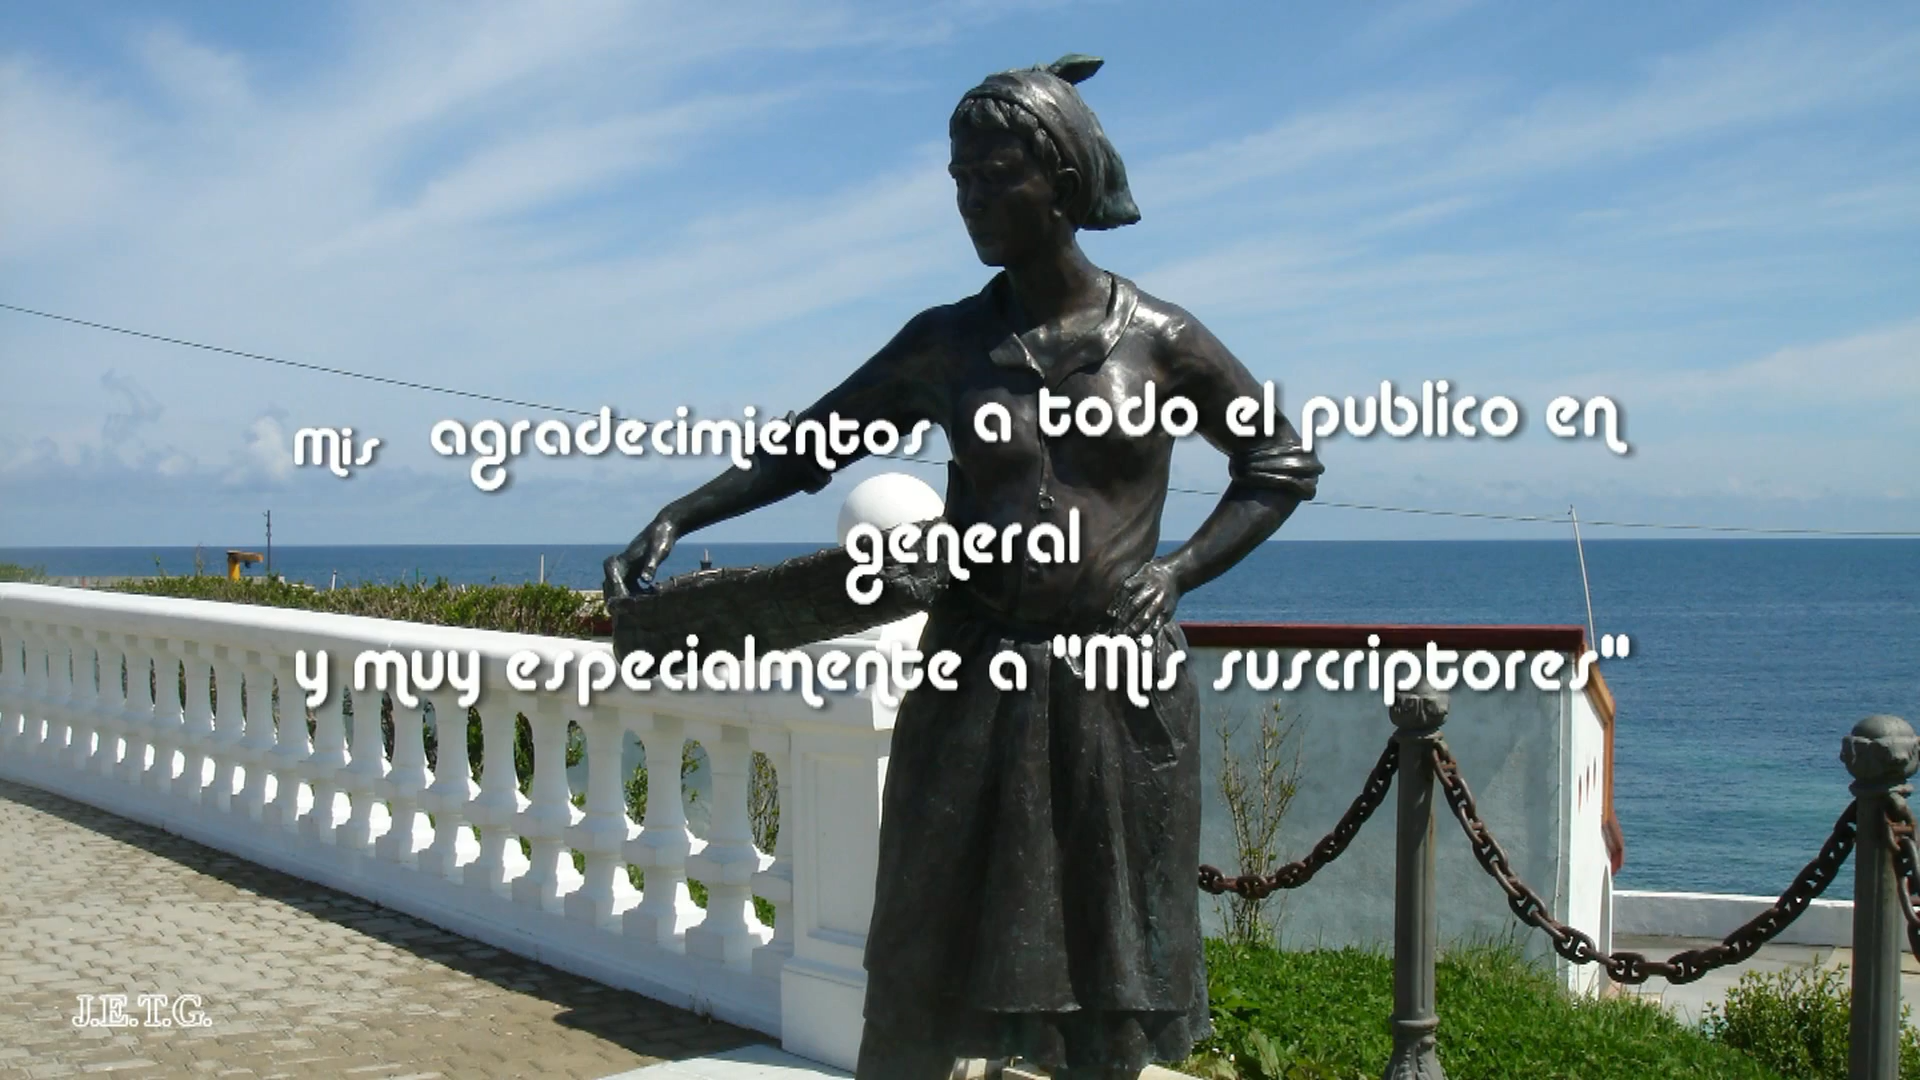 Mis agradecimientos a todo el publico en
general
y muy especialmente a "Mis suscriptores"
J.E.T.G.